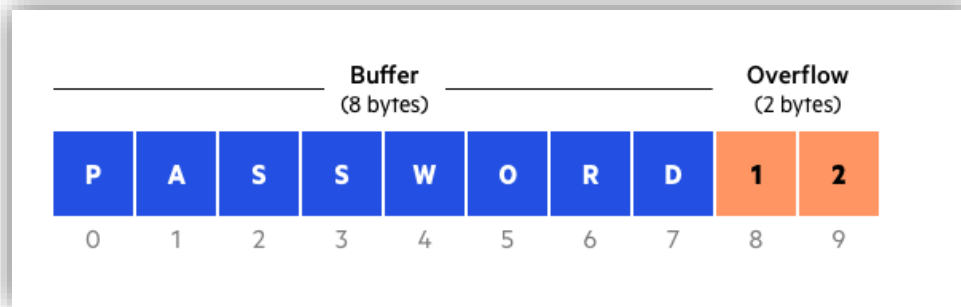 Buffer
(8 bytes)
Overflow
(2 bytes)
P A S S W O R D 1 2
0 1 2 3 4 5 6 7 8 9